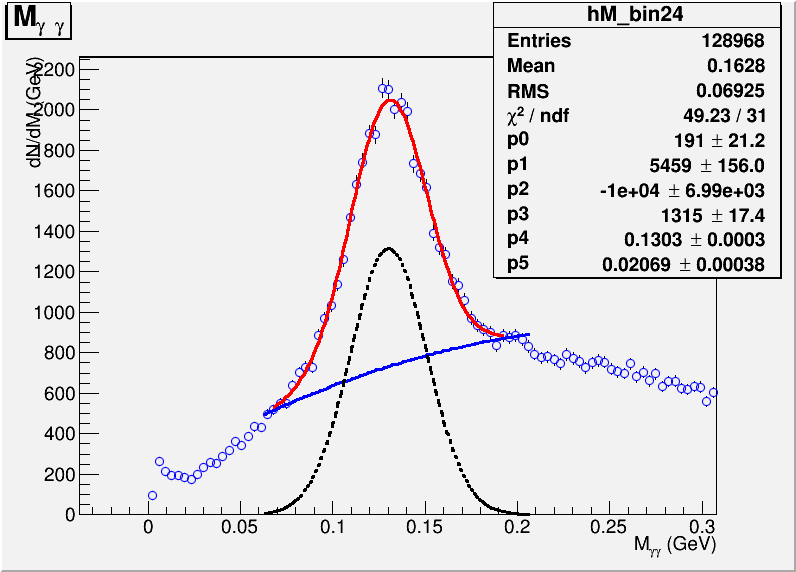 M γ γ
hM_bin24
Entries 128968
Mean 0.1628
RMS 0.06925
χ² / ndf 49.23 / 31
p0 191 ± 21.2
p1 5459 ± 156.0
p2 -1e+04 ± 6.99e+03
p3 1315 ± 17.4
p4 0.1303 ± 0.0003
p5 0.02069 ± 0.00038
dN/dM (GeV)
2200
2000
1800
1600
1400
1200
1000
800
600
400
200
0
0 0.05 0.1 0.15 0.2 0.25 0.3
Mγγ (GeV)